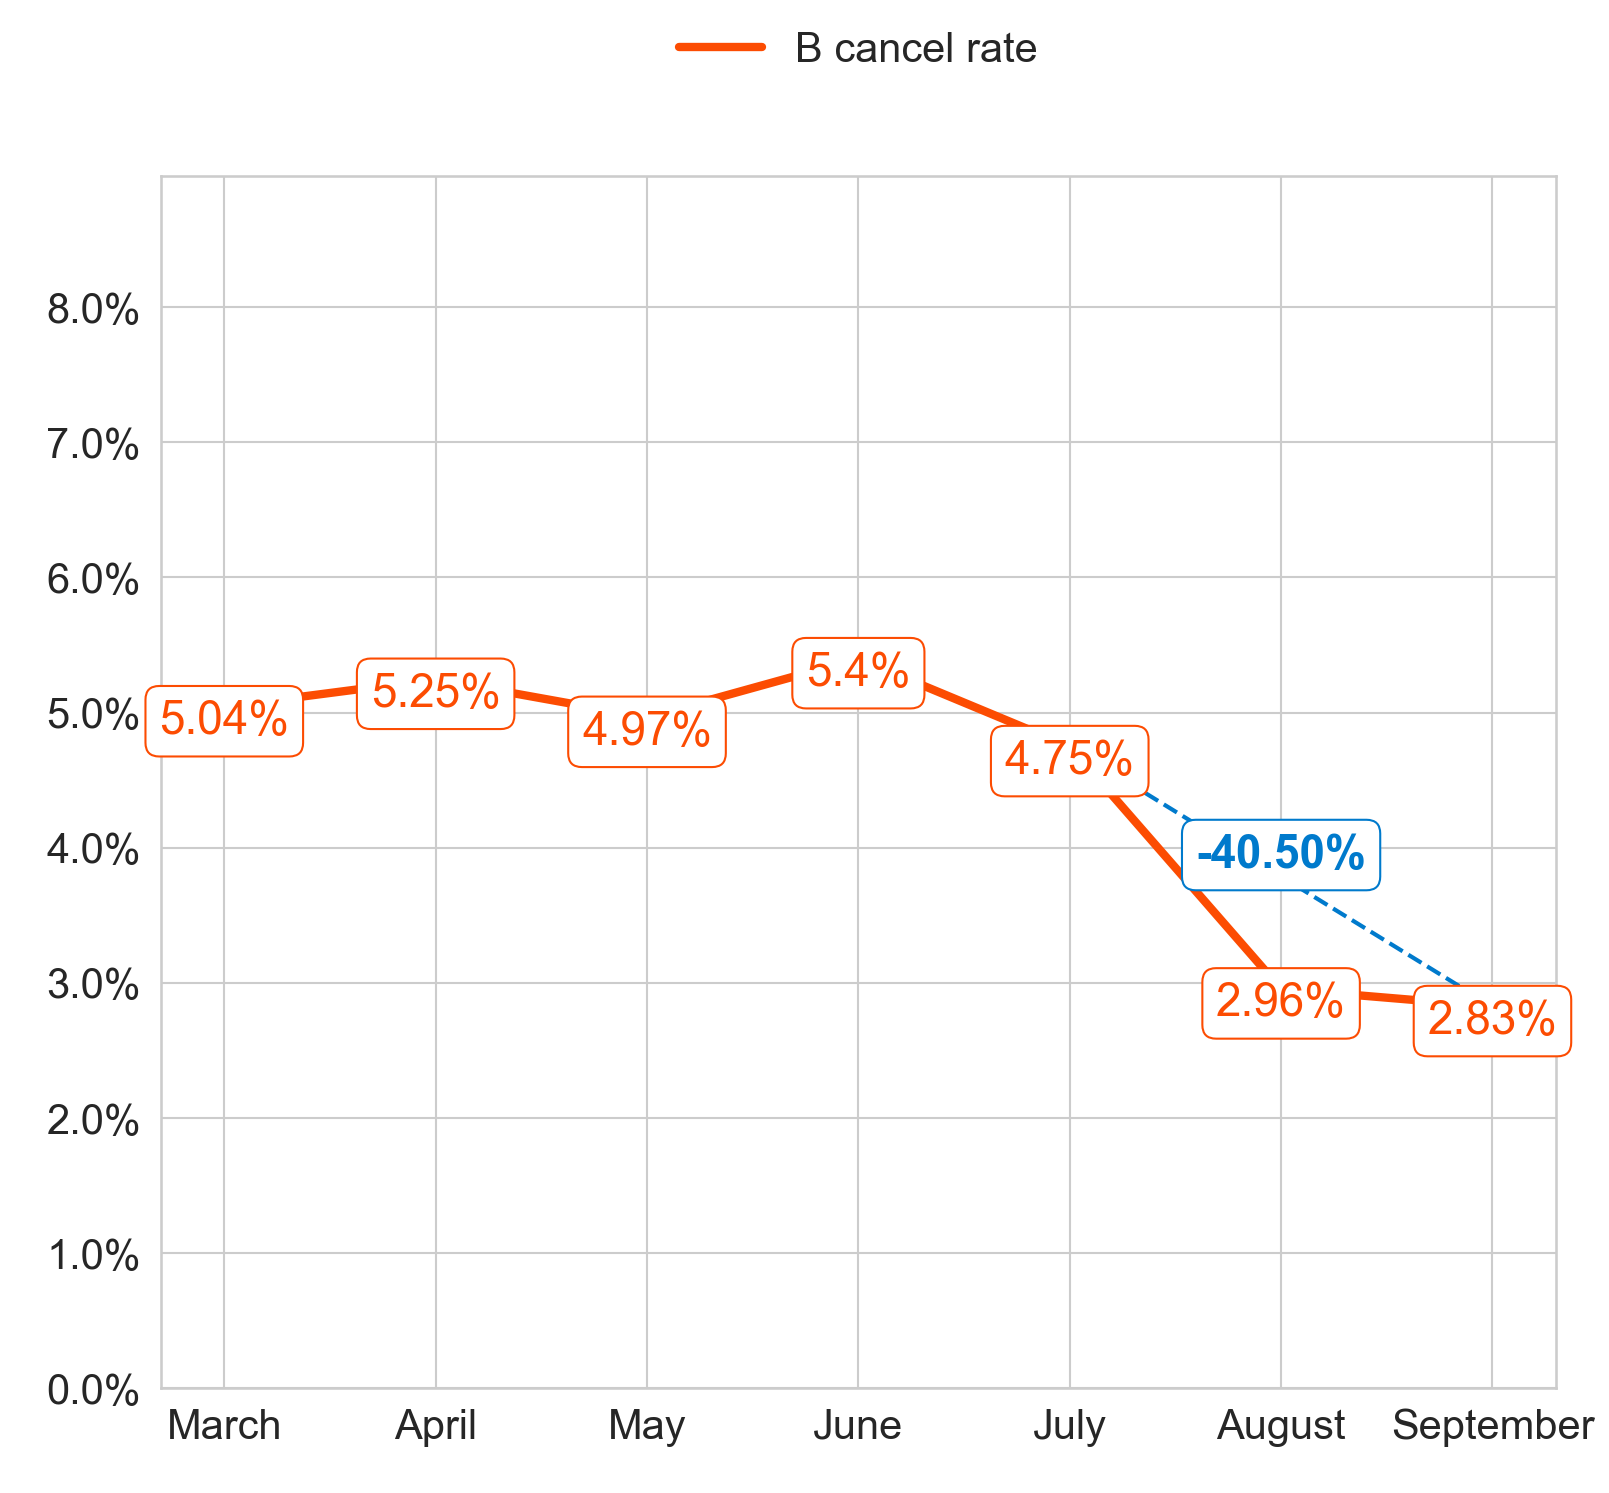 B cancel rate
8.0%
7.0%
6.0%
5.0%
4.0%
3.0%
2.0%
1.0%
0.0%
5.04%
5.25%
4.97%
5.4%
4.75%
-40.50%
2.96%
2.83%
March
April
May
June
July
August
September